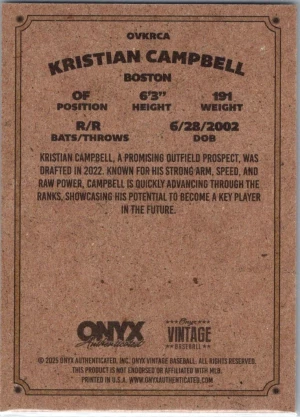 OVKRCA
KRISTIAN CAMPBELL
BOSTON
OF 6'3" 191
POSITION HEIGHT WEIGHT
R/R 6/28/2002
BATS/THROWS DOB
KRISTIAN CAMPBELL, A PROMISING OUTFIELD PROSPECT, WAS
DRAFTED IN 2022. KNOWN FOR HIS STRONG ARM, SPEED, AND
RAW POWER, CAMPBELL IS QUICKLY ADVANCING THROUGH THE
RANKS, SHOWCASING HIS POTENTIAL TO BECOME A KEY PLAYER
IN THE FUTURE.
ONYX
Authenticated
Onyx
VINTAGE
BASEBALL
© 2025 ONYX AUTHENTICATED, INC. ONYX VINTAGE BASEBALL. ALL RIGHTS RESERVED.
THIS PRODUCT IS NOT ENDORSED OR AFFILIATED WITH MLB.
PRINTED IN U.S.A. WWW.ONYXAUTHENTICATED.COM